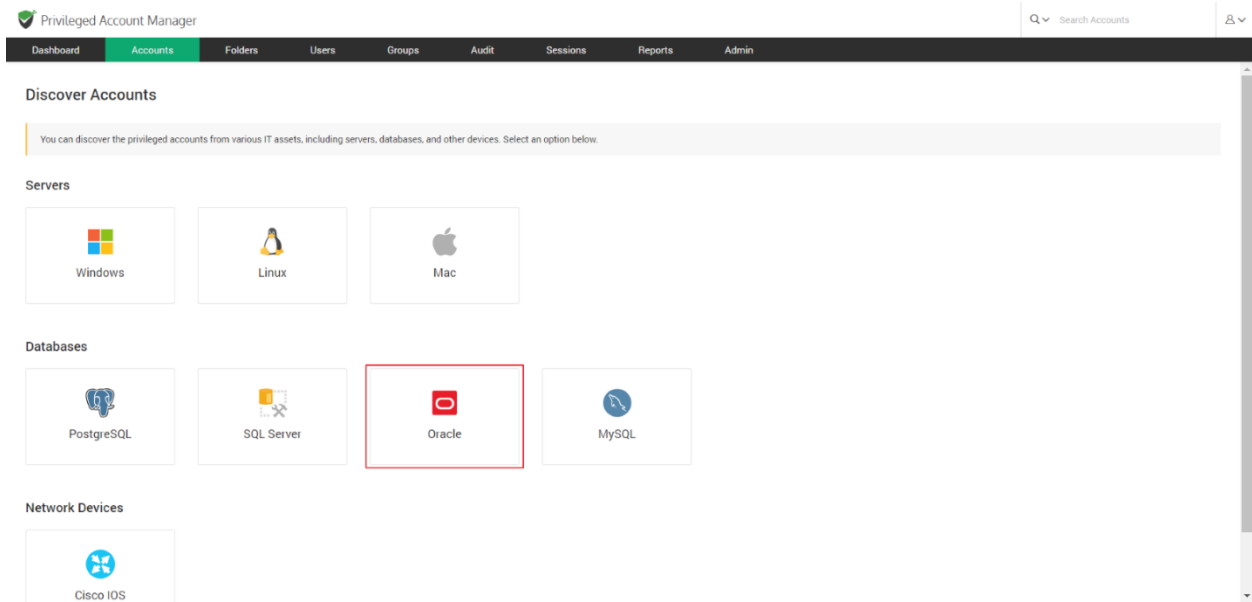 Privileged Account Manager
Search Accounts
Dashboard Accounts Folders Users Groups Audit Sessions Reports Admin
Discover Accounts
You can discover the privileged accounts from various IT assets, including servers, databases, and other devices. Select an option below.
Servers
Windows Linux Mac
Databases
PostgreSQL SQL Server Oracle MySQL
Network Devices
Cisco IOS